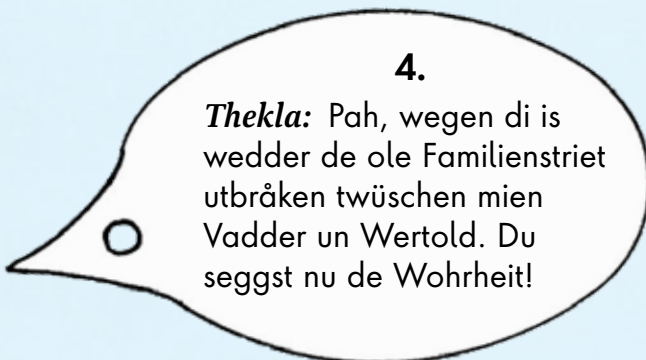 4.
Thekla: Pah, wegen di is
wedder de ole Familienstriet
utbråken twüschen mien
Vadder un Wertold. Du
seggst nu de Wohrheit!